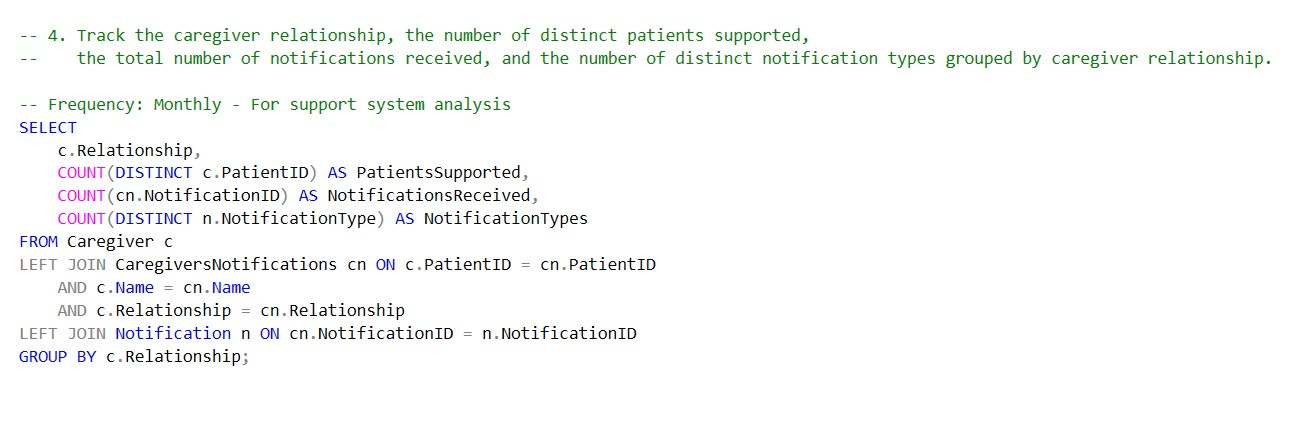 -- 4. Track the caregiver relationship, the number of distinct patients supported,
--    the total number of notifications received, and the number of distinct notification types grouped by caregiver relationship.
-- Frequency: Monthly - For support system analysis
SELECT
    c.Relationship,
    COUNT(DISTINCT c.PatientID) AS PatientsSupported,
    COUNT(cn.NotificationID) AS NotificationsReceived,
    COUNT(DISTINCT n.NotificationType) AS NotificationTypes
FROM Caregiver c
LEFT JOIN CaregiversNotifications cn ON c.PatientID = cn.PatientID
    AND c.Name = cn.Name
    AND c.Relationship = cn.Relationship
LEFT JOIN Notification n ON cn.NotificationID = n.NotificationID
GROUP BY c.Relationship;